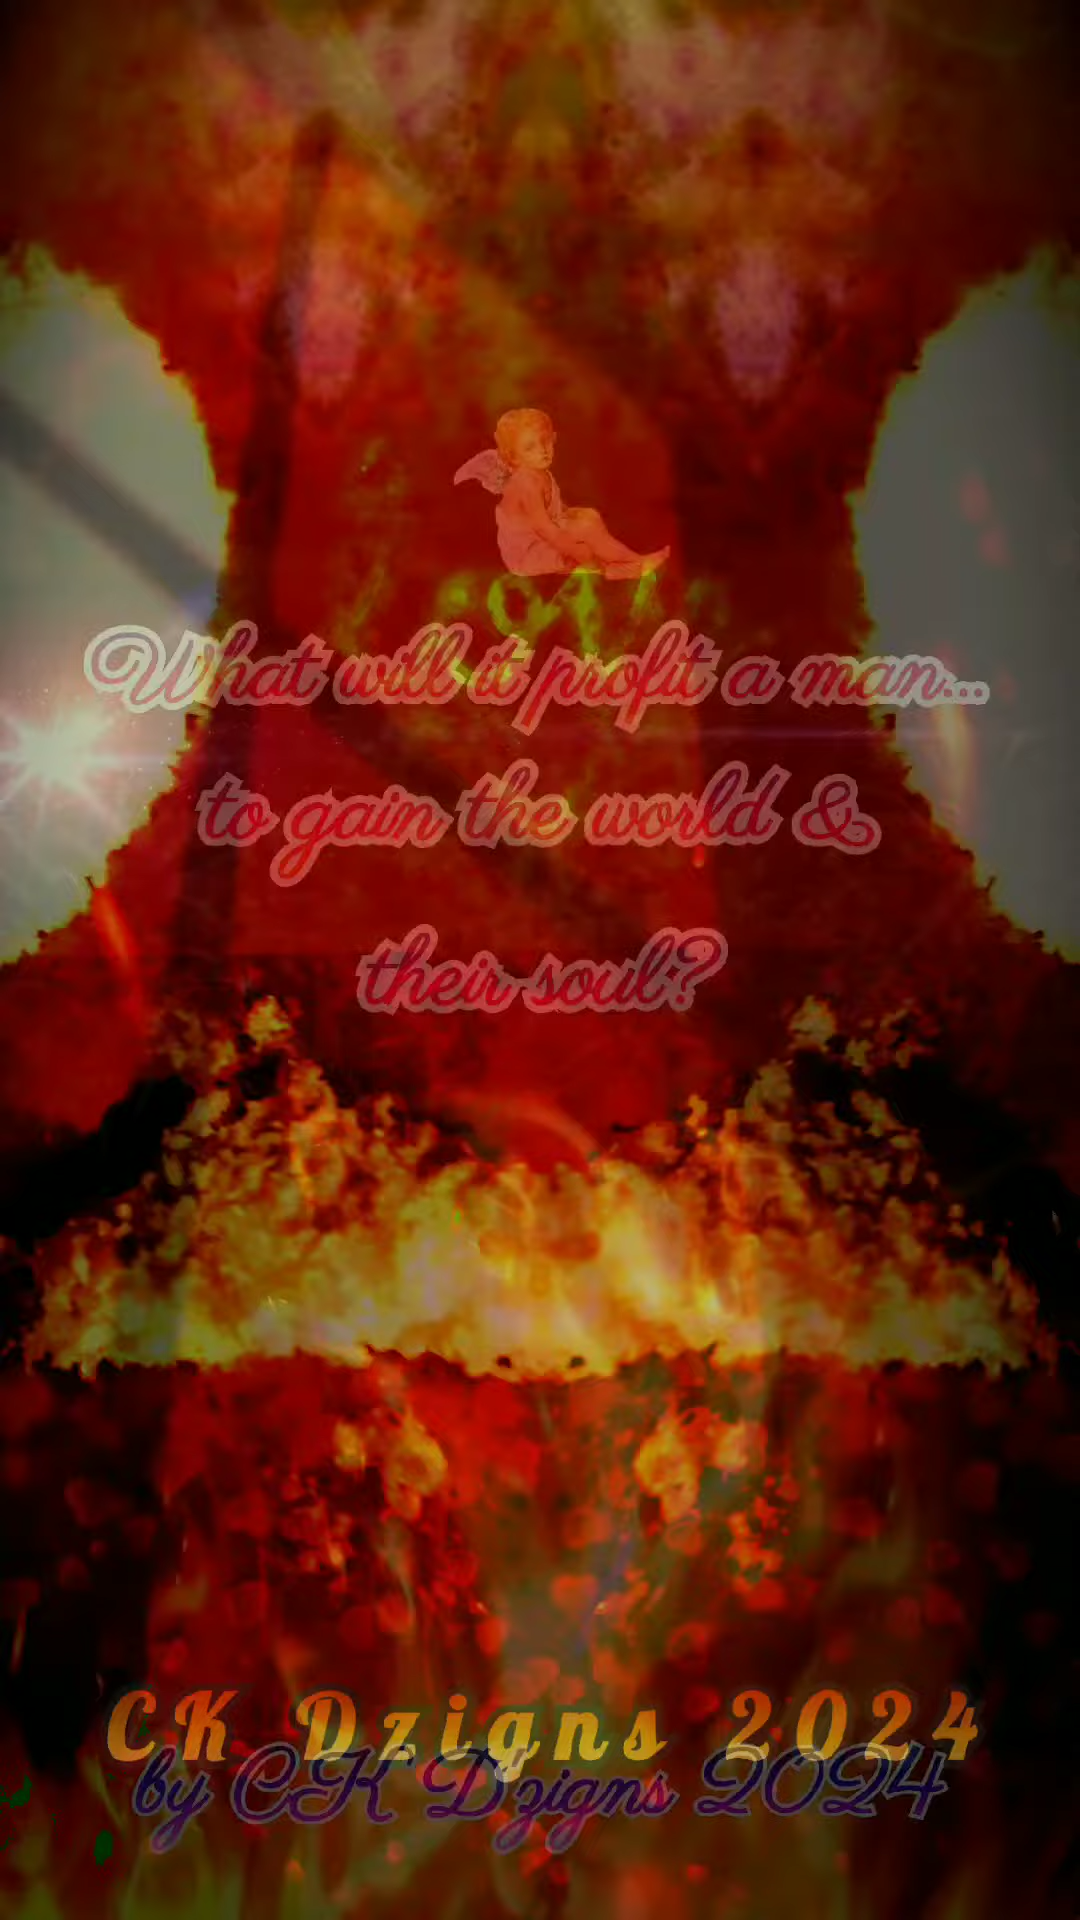 What will it profit a man...
to gain the world &
their soul?
CK Dzigns 2024
by CK Dzigns 2024